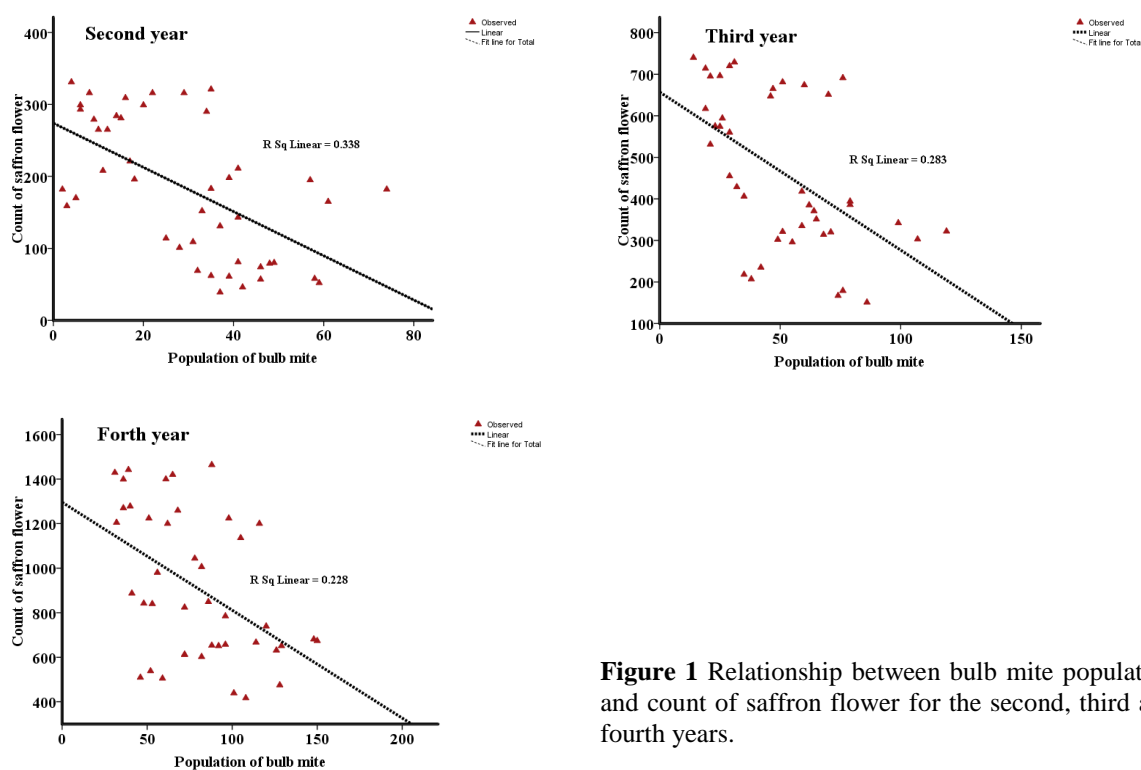 Second year
Observed
Linear
Fit line for Total
400
300
200
100
0
Count of saffron flower
R Sq Linear = 0.338
0 20 40 60 80
Population of bulb mite
Third year
Observed
Linear
Fit line for Total
800
700
600
500
400
300
200
100
Count of saffron flower
R Sq Linear = 0.283
0 50 100 150
Population of bulb mite
Forth year
Observed
Linear
Fit line for Total
1600
1400
1200
1000
800
600
400
Count of saffron flower
R Sq Linear = 0.228
0 50 100 150 200
Population of bulb mite
Figure 1 Relationship between bulb mite populat
and count of saffron flower for the second, third a
fourth years.